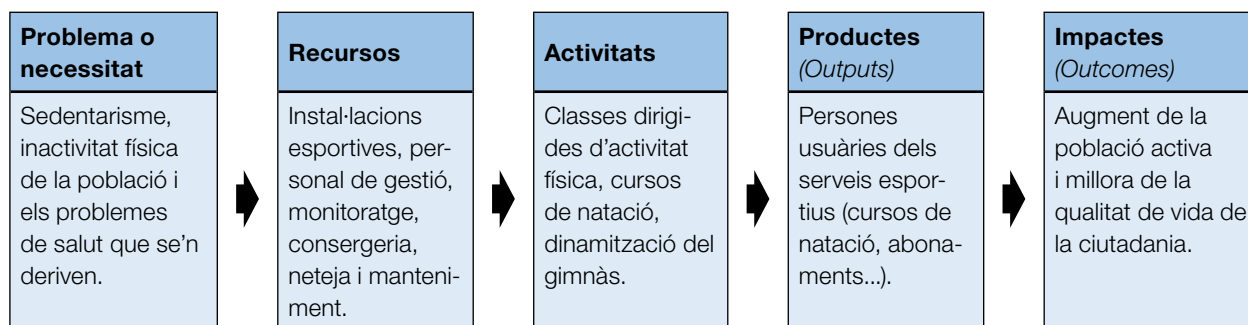 Problema o
necessitat
Sedentarisme,
inactivitat física
de la població i
els problemes
de salut que se’n
deriven.
Recursos
Instal·lacions
esportives, per-
sonal de gestió,
monitoratge,
consergeria,
neteja i manteni-
ment.
Activitats
Classes dirigi-
des d’activitat
física, cursos
de natació,
dinamització del
gimnàs.
Productes
(Outputs)
Persones
usuàries dels
serveis espor-
tius (cursos de
natació, abona-
ments...).
Impactes
(Outcomes)
Augment de la
població activa
i millora de la
qualitat de vida de
la ciutadania.